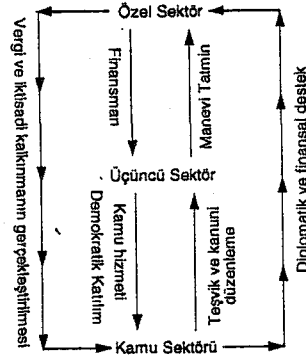 Özel Sektör
Vergi ve iktisadi kalkınmanın gerçekleştirilmesi
Finansman
Manevi Tatmin
Diplomatik ve finansal destek
Üçüncü Sektör
Kamu hizmeti
Demokratik Katılım
Teşvik ve kanuni
düzenleme
Kamu Sektörü